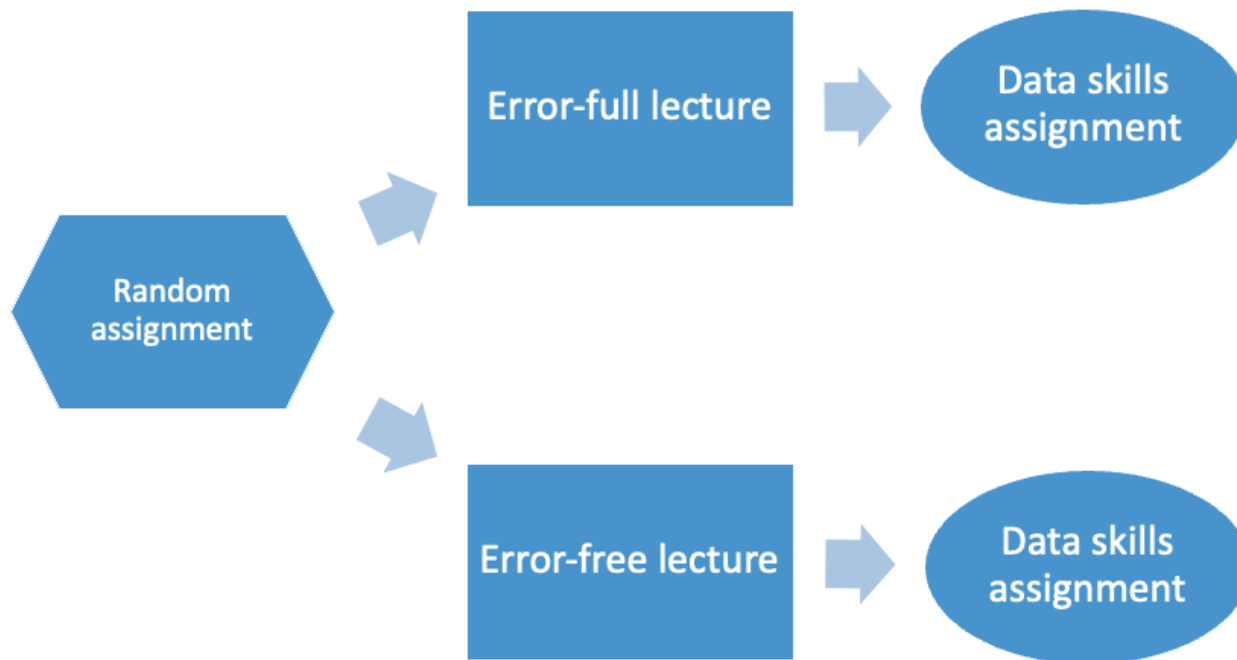 Random
assignment
Error-full lecture
Data skills
assignment
Error-free lecture
Data skills
assignment